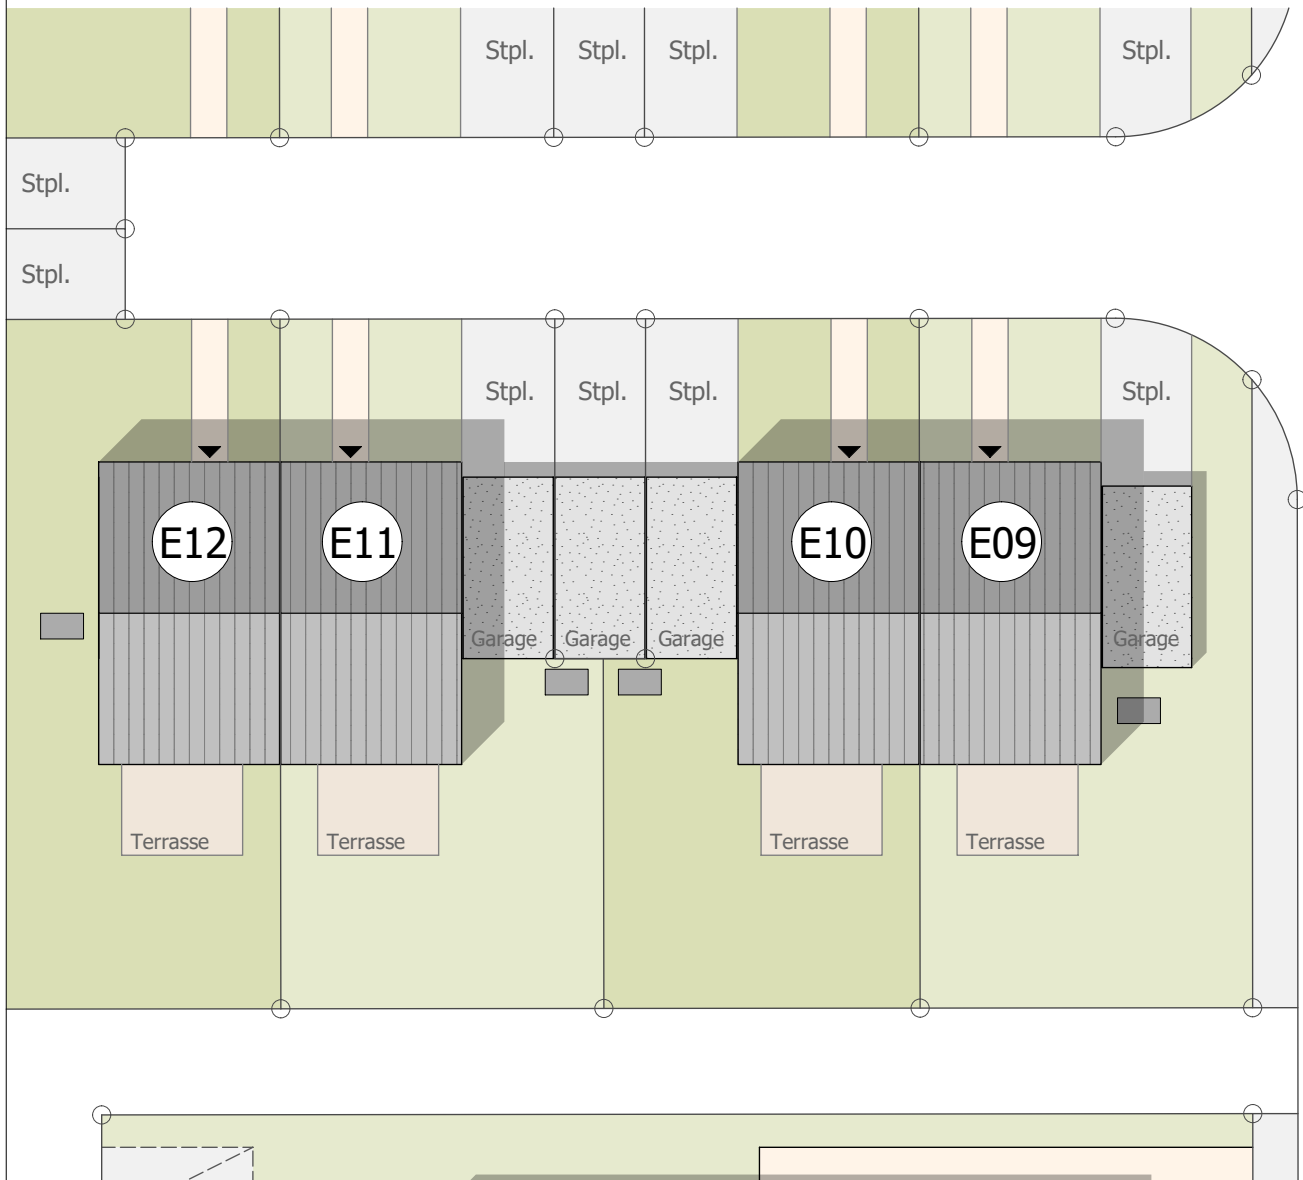 Stpl. Stpl. Stpl. Stpl.
Stpl.
Stpl.
Stpl. Stpl. Stpl. Stpl.
E12 E11 E10 E09
Garage Garage Garage Garage
Terrasse Terrasse Terrasse Terrasse